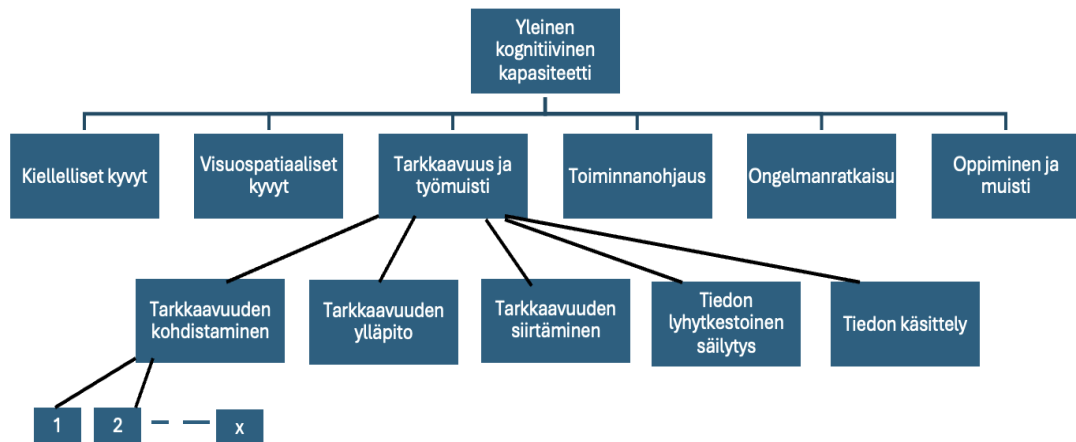 Yleinen
kognitiivinen
kapasiteetti
Kiellelliset kyvyt
Visuospatiaaliset
kyvyt
Tarkkaavuus ja
työmuisti
Toiminnanohjaus
Ongelmanratkaisu
Oppiminen ja
muisti
Tarkkaavuuden
kohdistaminen
Tarkkaavuuden
ylläpito
Tarkkaavuuden
siirtäminen
Tiedon
lyhytkestoinen
säilytys
Tiedon käsittely
1
2
x